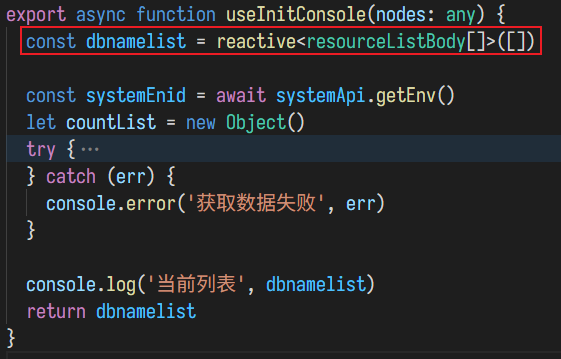 export async function useInitConsole(nodes: any) {
const dbnamelist = reactive<resourceListBody[]>([])
const systemEnid = await systemApi.getEnv()
let countList = new Object()
try {⋯
} catch (err) {
console.error('获取数据失败', err)
}
console.log('当前列表', dbnamelist)
return dbnamelist
}